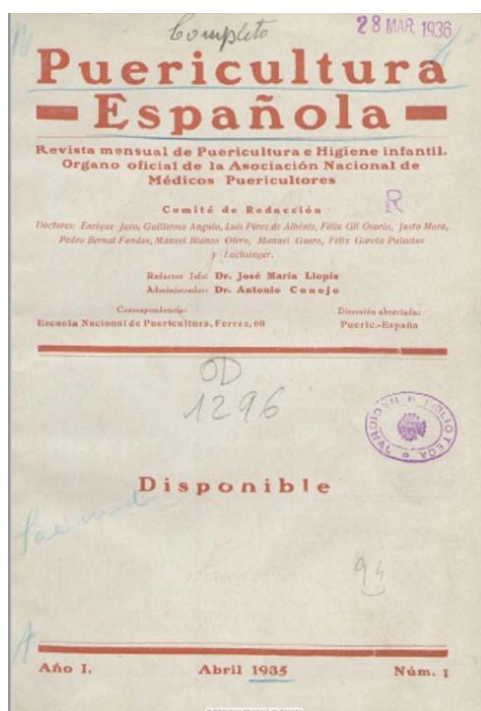 Completo
28 MAR. 1936
Puericultura
Española
Revista mensual de Puericultura e Higiene infantil.
Organo oficial de la Asociación Nacional de
Médicos Puericultores
Comité de Redacción
R
Doctores: Enrique Jaso, Guillermo Angulo, Luis Pérez de Albéniz, Félix Gil Osorio, Justo Mora,
Pedro Bernal Fandos, Manuel Blanco Otero, Manuel Güero, Félix García Palacios
y Luchsinger.
Redactor Jefe: Dr. José María Llopis
Administrador: Dr. Antonio Conejo
Correspondencia:
Escuela Nacional de Puericultura, Ferraz, 60
Dirección abreviada:
Pueric.-España
OD
1296
BIBLIOTECA NACIONAL
Disponible
Año I.
Abril 1935
Núm. 1